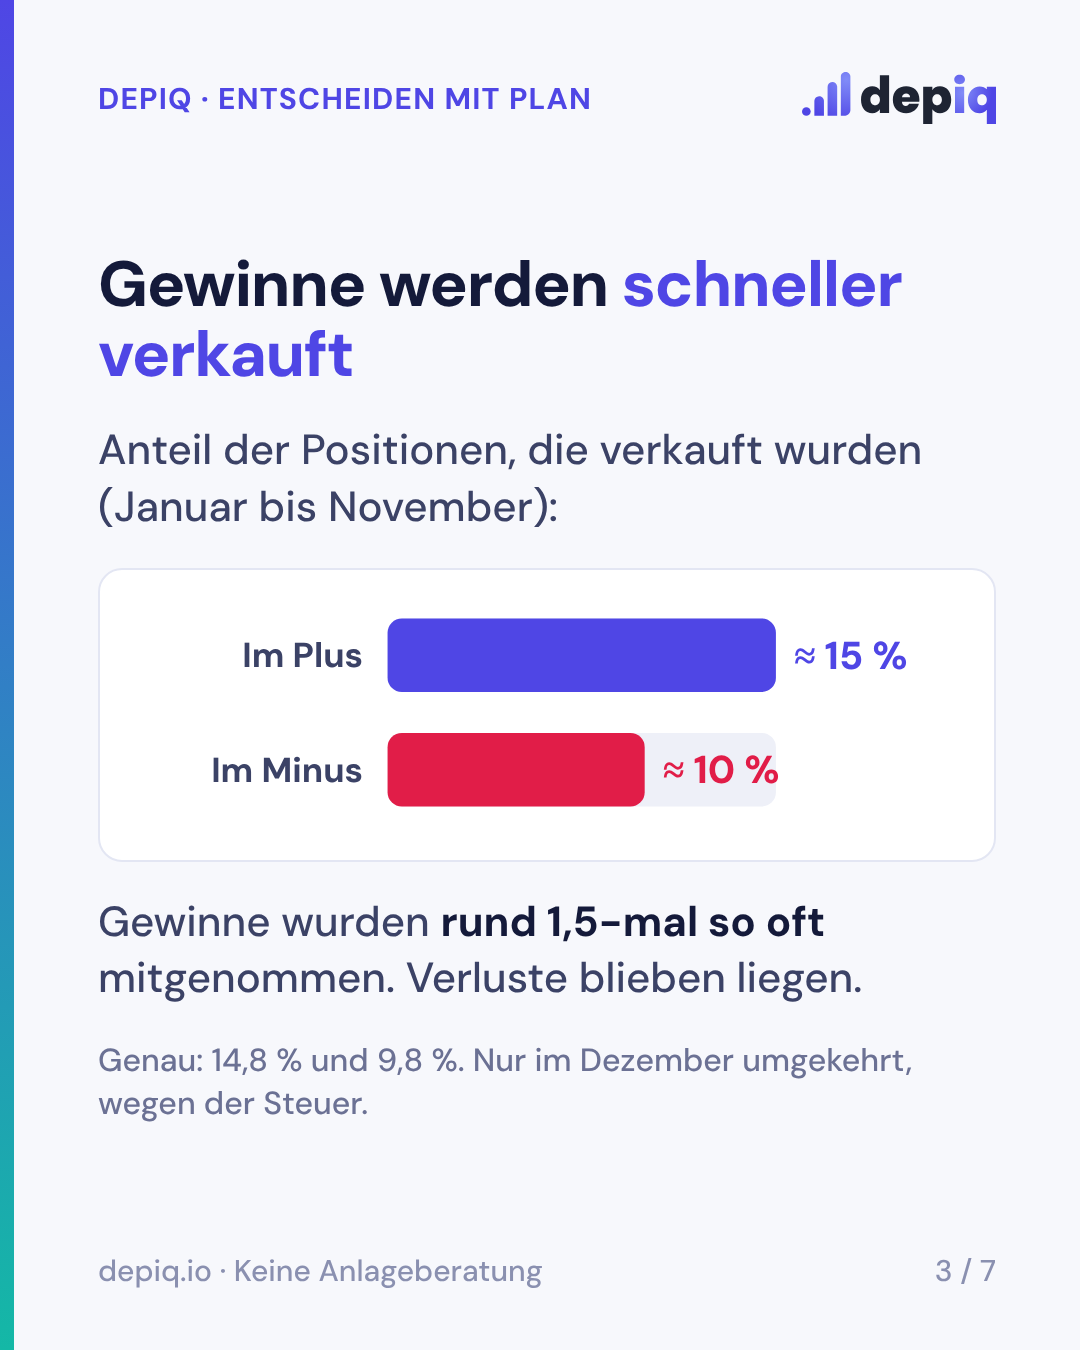 DEPIQ · ENTSCHEIDEN MIT PLAN
depiq
Gewinne werden schneller
verkauft
Anteil der Positionen, die verkauft wurden
(Januar bis November):
Im Plus ≈ 15 %
Im Minus ≈ 10 %
Gewinne wurden rund 1,5-mal so oft
mitgenommen. Verluste blieben liegen.
Genau: 14,8 % und 9,8 %. Nur im Dezember umgekehrt,
wegen der Steuer.
depiq.io · Keine Anlageberatung
3 / 7